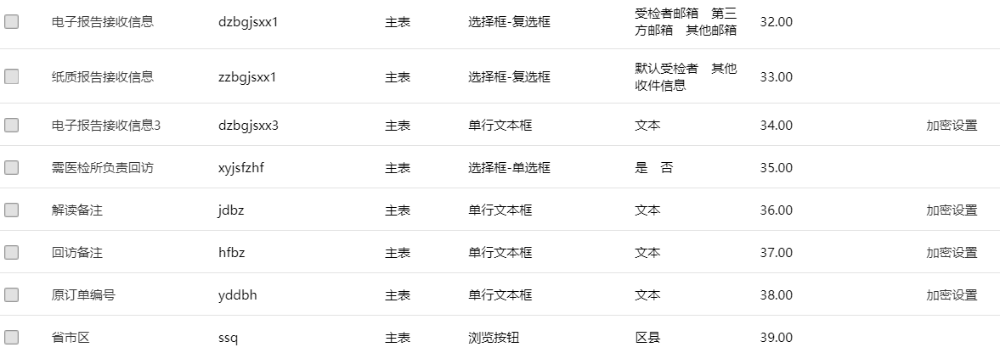 电子报告接收信息 dzbgjsxx1 主表 选择框-复选框 受检者邮箱 第三方邮箱 其他邮箱 32.00
纸质报告接收信息 zzbgjsxx1 主表 选择框-复选框 默认受检者 其他收件信息 33.00
电子报告接收信息3 dzbgjsxx3 主表 单行文本框 文本 34.00 加密设置
需医检所负责回访 xyjsfzhf 主表 选择框-单选框 是 否 35.00
解读备注 jdbz 主表 单行文本框 文本 36.00 加密设置
回访备注 hfbz 主表 单行文本框 文本 37.00 加密设置
原订单编号 yddbh 主表 单行文本框 文本 38.00 加密设置
省市区 ssq 主表 浏览按钮 区县 39.00